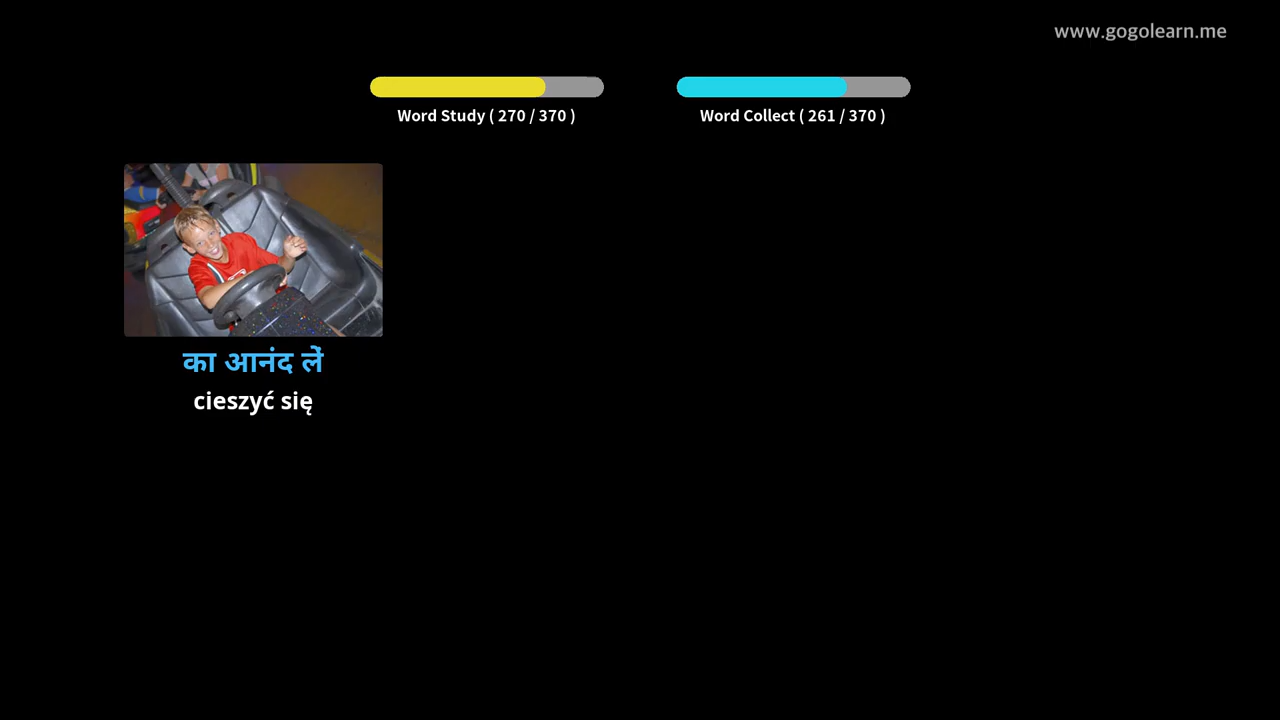 www.gogolearn.me
Word Study ( 270 / 370 )
Word Collect ( 261 / 370 )
का आनंद लें
cieszyć się